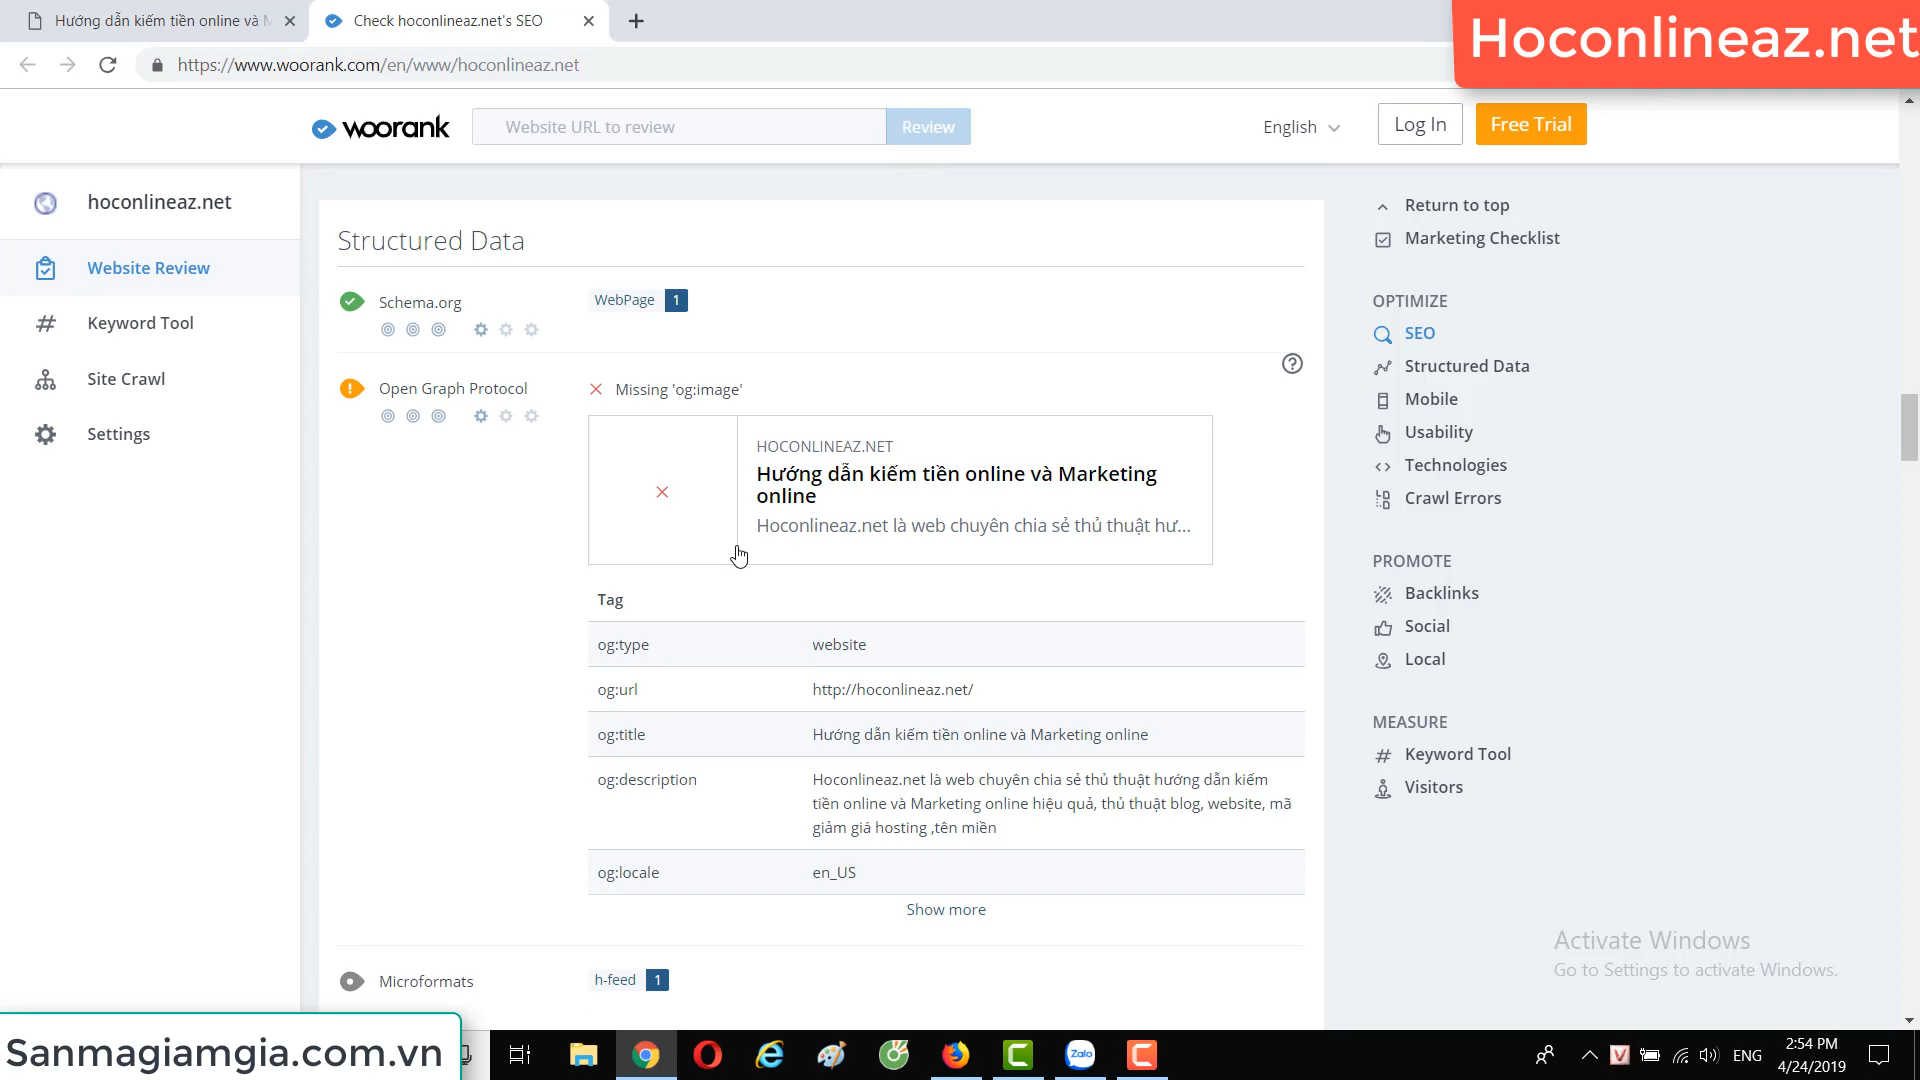 Hướng dẫn kiếm tiền online và M
Check hoconlineaz.net's SEO
Hoconlineaz.net
https://www.woorank.com/en/www/hoconlineaz.net
woorank
Website URL to review
Review
English
Log In
Free Trial
hoconlineaz.net
Website Review
Keyword Tool
Site Crawl
Settings
Structured Data
Schema.org
WebPage 1
Open Graph Protocol
Missing 'og:image'
HOCONLINEAZ.NET
Hướng dẫn kiếm tiền online và Marketing
online
Hoconlineaz.net là web chuyên chia sẻ thủ thuật hư...
Tag
og:type website
og:url http://hoconlineaz.net/
og:title Hướng dẫn kiếm tiền online và Marketing online
og:description Hoconlineaz.net là web chuyên chia sẻ thủ thuật hướng dẫn kiếm
tiền online và Marketing online hiệu quả, thủ thuật blog, website, mã
giảm giá hosting ,tên miền
og:locale en_US
Show more
Microformats
h-feed 1
Return to top
Marketing Checklist
OPTIMIZE
SEO
Structured Data
Mobile
Usability
Technologies
Crawl Errors
PROMOTE
Backlinks
Social
Local
MEASURE
Keyword Tool
Visitors
Activate Windows
Go to Settings to activate Windows.
Sanmagiamgia.com.vn
Zalo
ENG
2:54 PM
4/24/2019